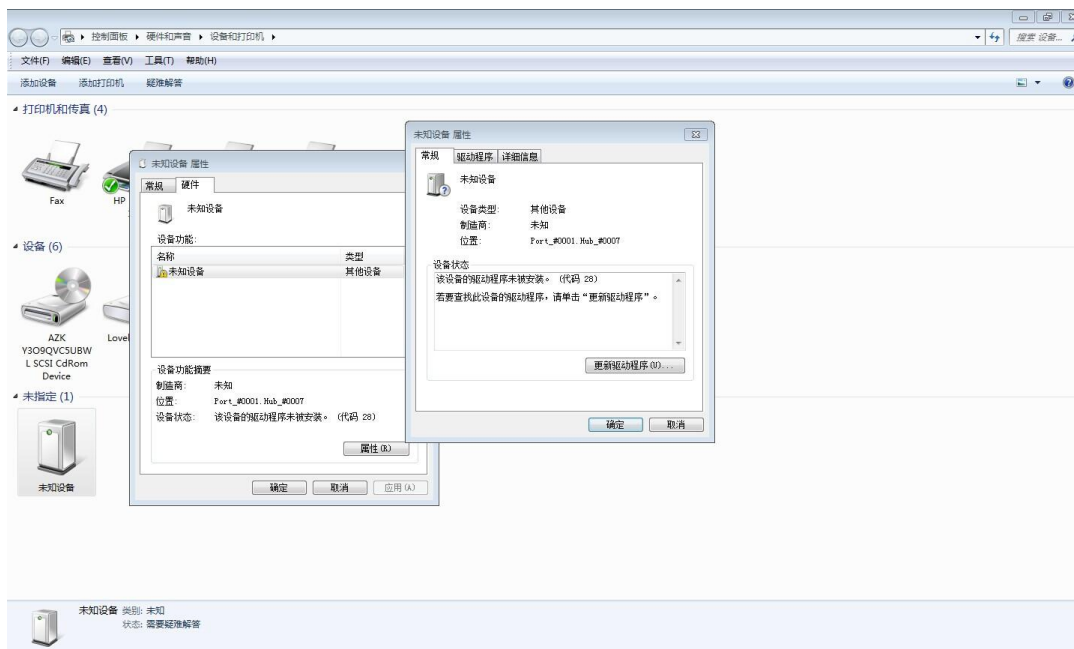 控制面板 ▸ 硬件和声音 ▸ 设备和打印机 ▸
搜索 设备...
文件(F) 编辑(E) 查看(V) 工具(T) 帮助(H)
添加设备 添加打印机 疑难解答
打印机和传真 (4)
Fax
HP
设备 (6)
AZK
Y3O9QVC5UBW
L SCSI CdRom
Device
Lovel
未指定 (1)
未知设备
未知设备 属性
常规 硬件
未知设备
设备功能:
名称 类型
未知设备 其他设备
设备功能摘要
制造商: 未知
位置: Port_#0001.Hub_#0007
设备状态: 该设备的驱动程序未被安装。 (代码 28)
属性(R)
确定 取消 应用(A)
未知设备 属性
常规 驱动程序 详细信息
未知设备
设备类型: 其他设备
制造商: 未知
位置: Port_#0001.Hub_#0007
设备状态
该设备的驱动程序未被安装。 (代码 28)
若要查找此设备的驱动程序，请单击“更新驱动程序”。
更新驱动程序(U)...
确定 取消
未知设备 类别: 未知
状态: 需要疑难解答